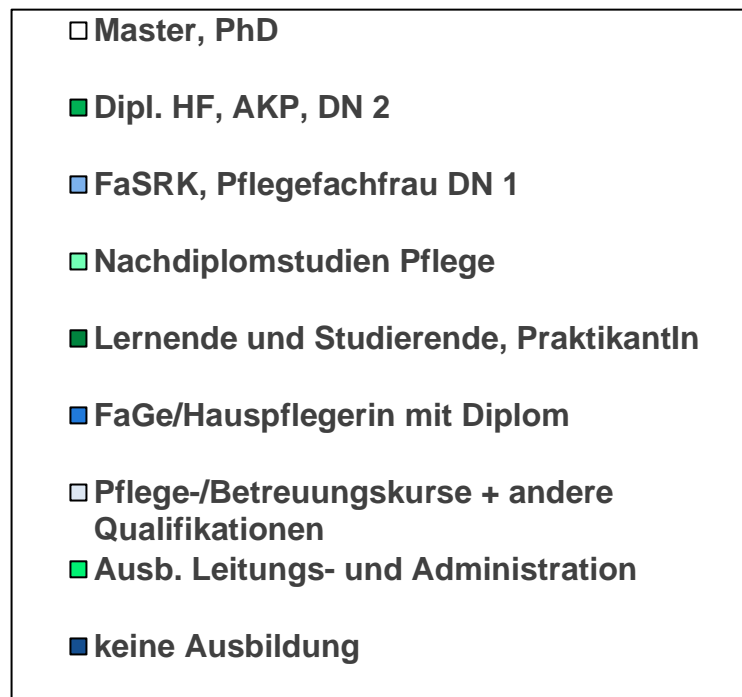 Master, PhD
Dipl. HF, AKP, DN 2
FaSRK, Pflegefachfrau DN 1
Nachdiplomstudien Pflege
Lernende und Studierende, PraktikantIn
FaGe/Hauspflegerin mit Diplom
Pflege-/Betreuungskurse + andere
Qualifikationen
Ausb. Leitungs- und Administration
keine Ausbildung